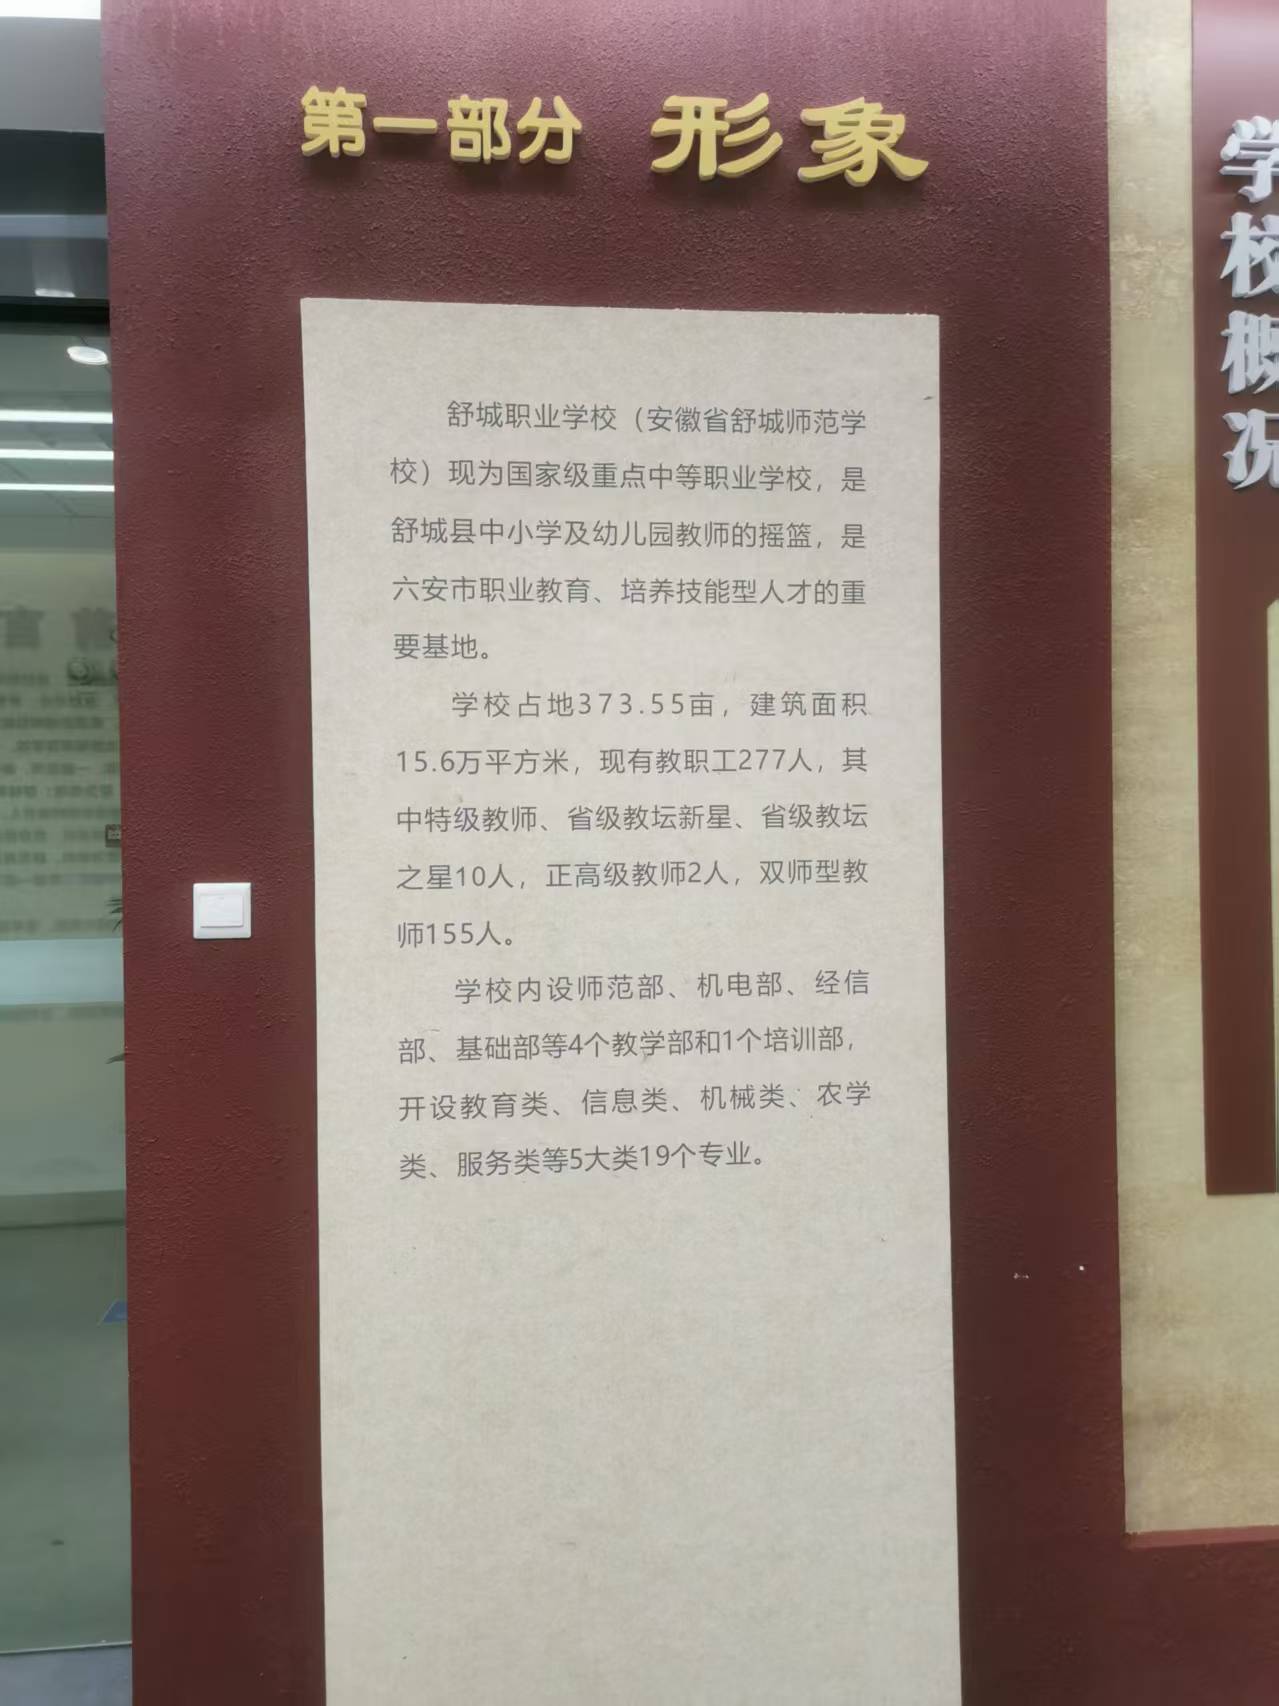 第一部分 形象
舒城职业学校（安徽省舒城师范学
校）现为国家级重点中等职业学校，是
舒城县中小学及幼儿园教师的摇篮，是
六安市职业教育、培养技能型人才的重
要基地。
学校占地373.55亩，建筑面积
15.6万平方米，现有教职工277人，其
中特级教师、省级教坛新星、省级教坛
之星10人，正高级教师2人，双师型教
师155人。
学校内设师范部、机电部、经信
部、基础部等4个教学部和1个培训部，
开设教育类、信息类、机械类、农学
类、服务类等5大类19个专业。
学校概况